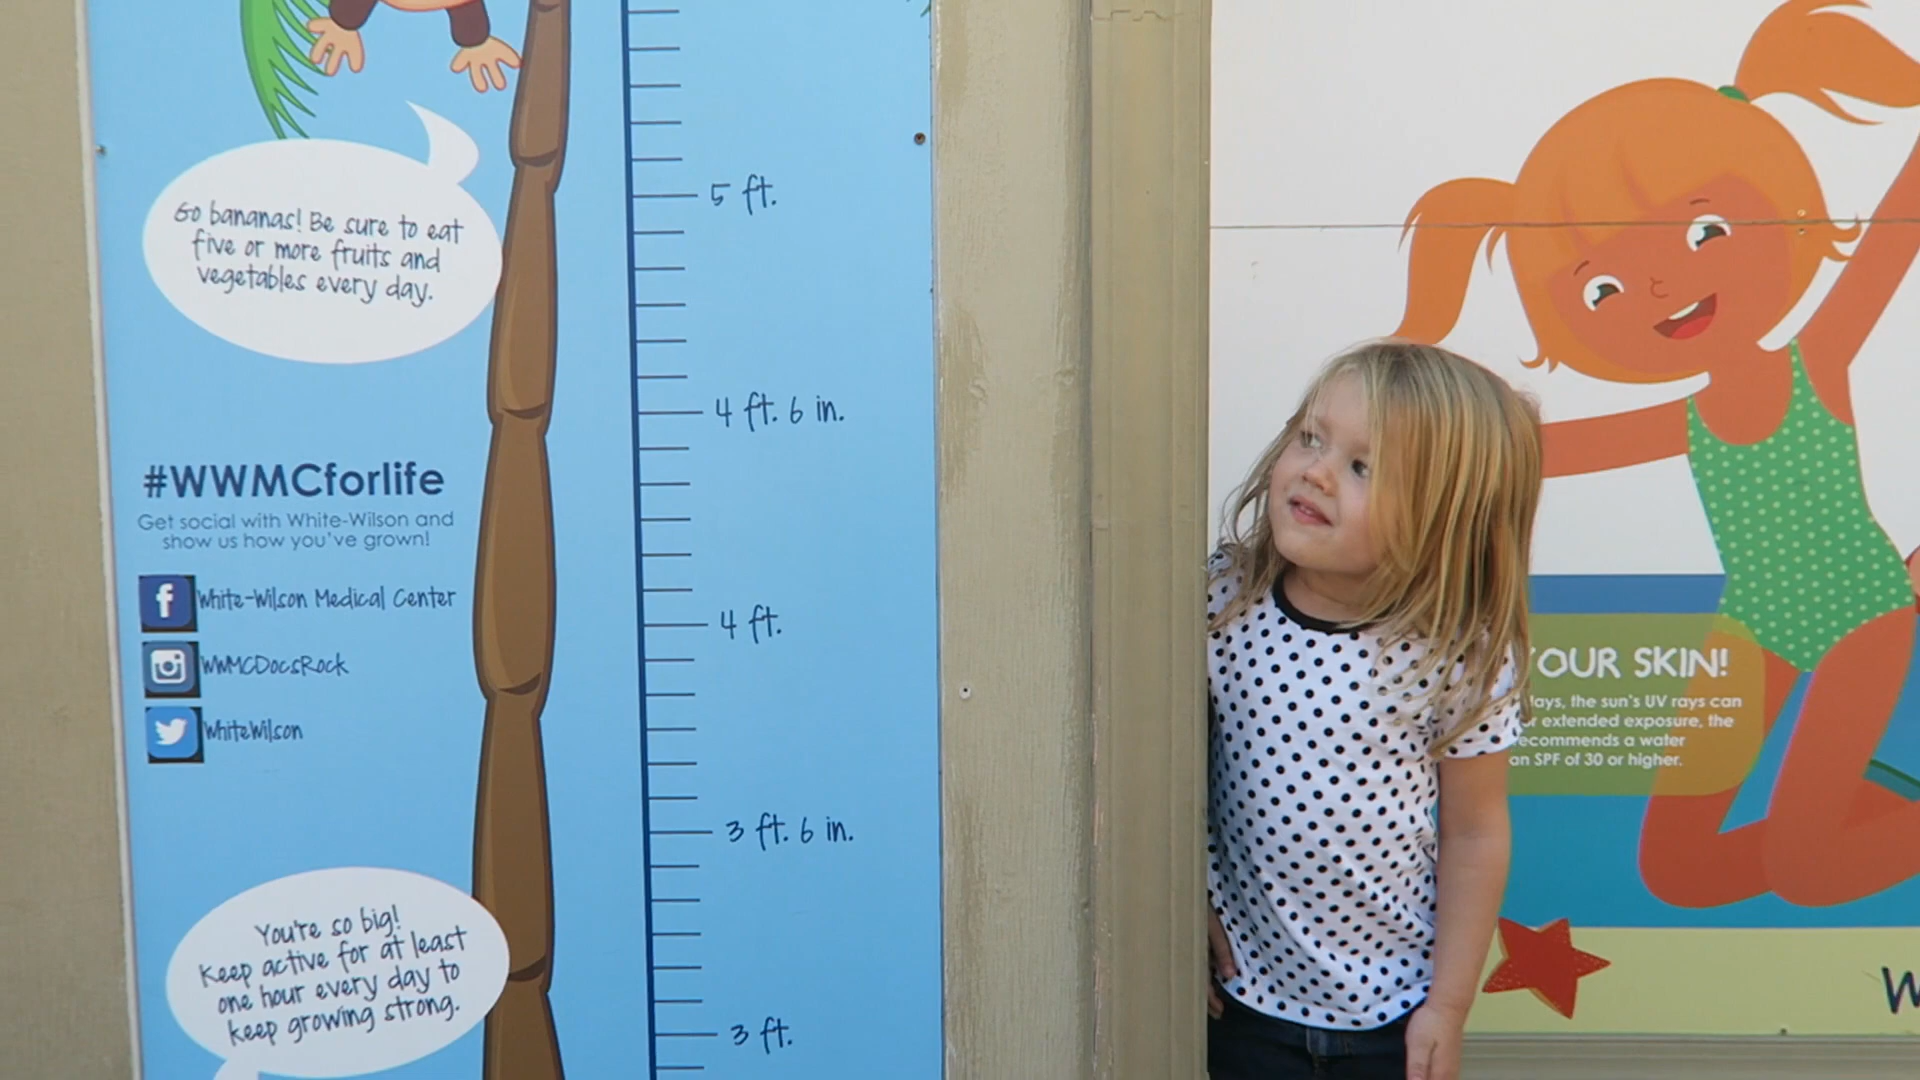 Go bananas! Be sure to eat
five or more fruits and
vegetables every day.
#WWMCforlife
Get social with White-Wilson and
show us how you've grown!
White-Wilson Medical Center
WWMCDocsRock
WhiteWilson
You're so big!
Keep active for at least
one hour every day to
keep growing strong.
5 ft.
4 ft. 6 in.
4 ft.
3 ft. 6 in.
3 ft.
OUR SKIN!
the sun's UV rays can
extended exposure, the
a water
an SPF of 30 or higher.